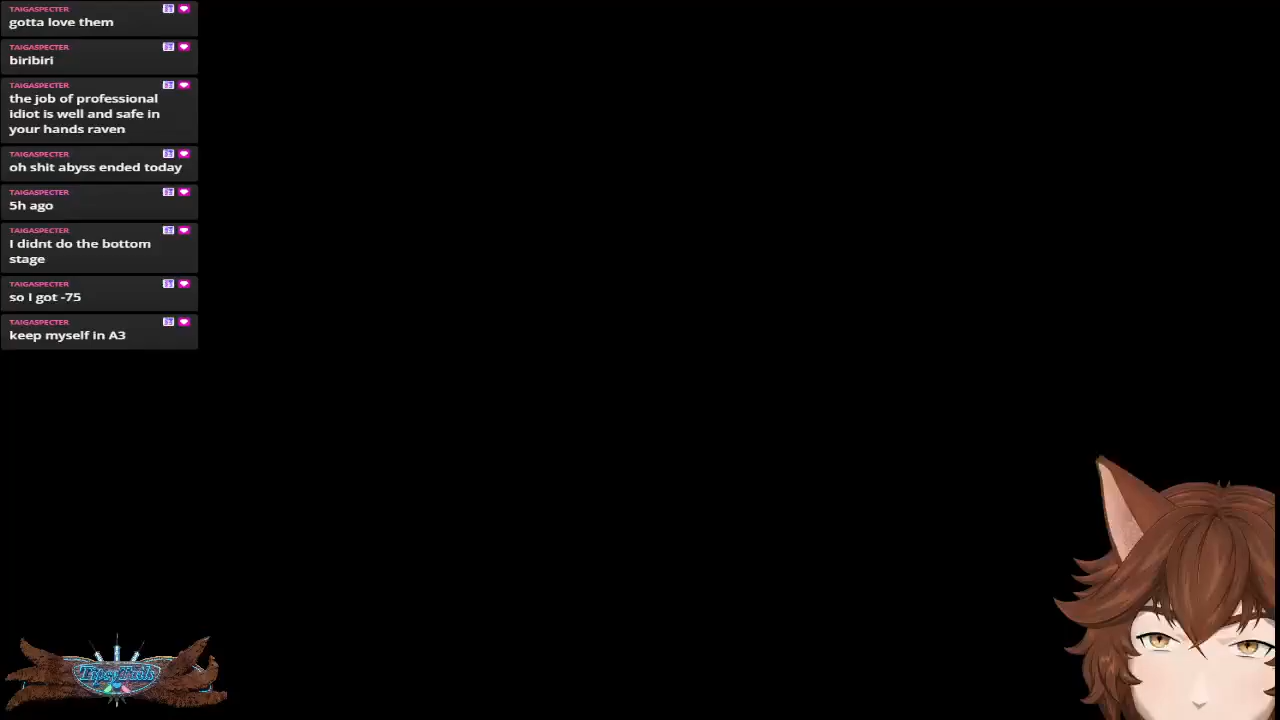 TAIGASPECTER
gotta love them
TAIGASPECTER
biribiri
TAIGASPECTER
the job of professional
idiot is well and safe in
your hands raven
TAIGASPECTER
oh shit abyss ended today
TAIGASPECTER
5h ago
TAIGASPECTER
I didnt do the bottom
stage
TAIGASPECTER
so I got -75
TAIGASPECTER
keep myself in A3
TipsyTails